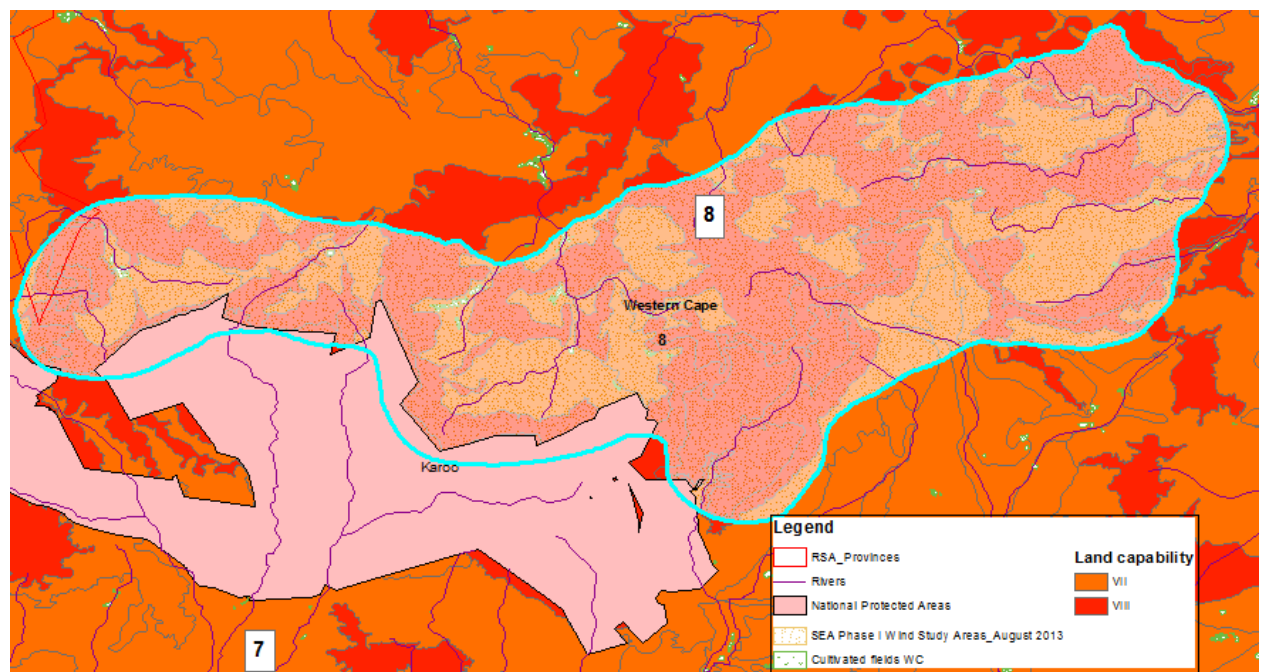 8
Western Cape
8
Karoo
7
Legend
RSA_Provinces
Rivers
National Protected Areas
SEA Phase I Wind Study Areas_August 2013
Cultivated fields WC
Land capability
VII
VIII